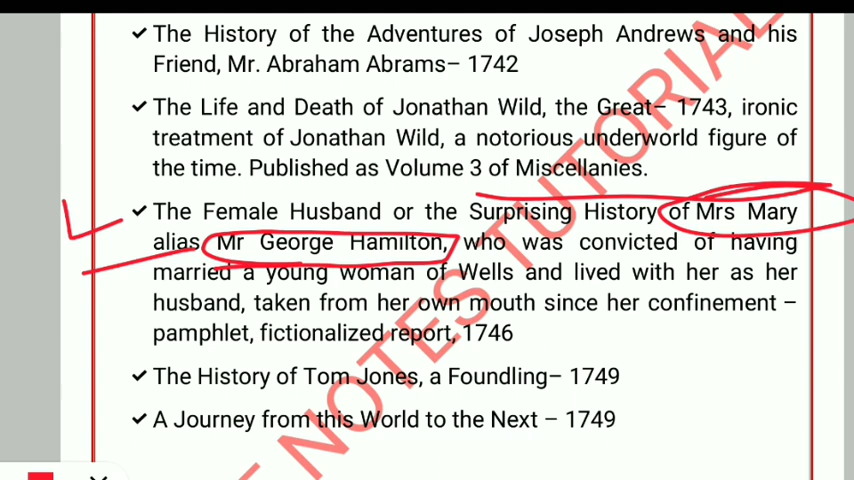 ✓ The History of the Adventures of Joseph Andrews and his
Friend, Mr. Abraham Abrams– 1742
✓ The Life and Death of Jonathan Wild, the Great– 1743, ironic
treatment of Jonathan Wild, a notorious underworld figure of
the time. Published as Volume 3 of Miscellanies.
✓ The Female Husband or the Surprising History of Mrs Mary
alias Mr George Hamilton, who was convicted of having
married a young woman of Wells and lived with her as her
husband, taken from her own mouth since her confinement –
pamphlet, fictionalized report, 1746
✓ The History of Tom Jones, a Foundling– 1749
✓ A Journey from this World to the Next – 1749
NOTES TUTORIAL